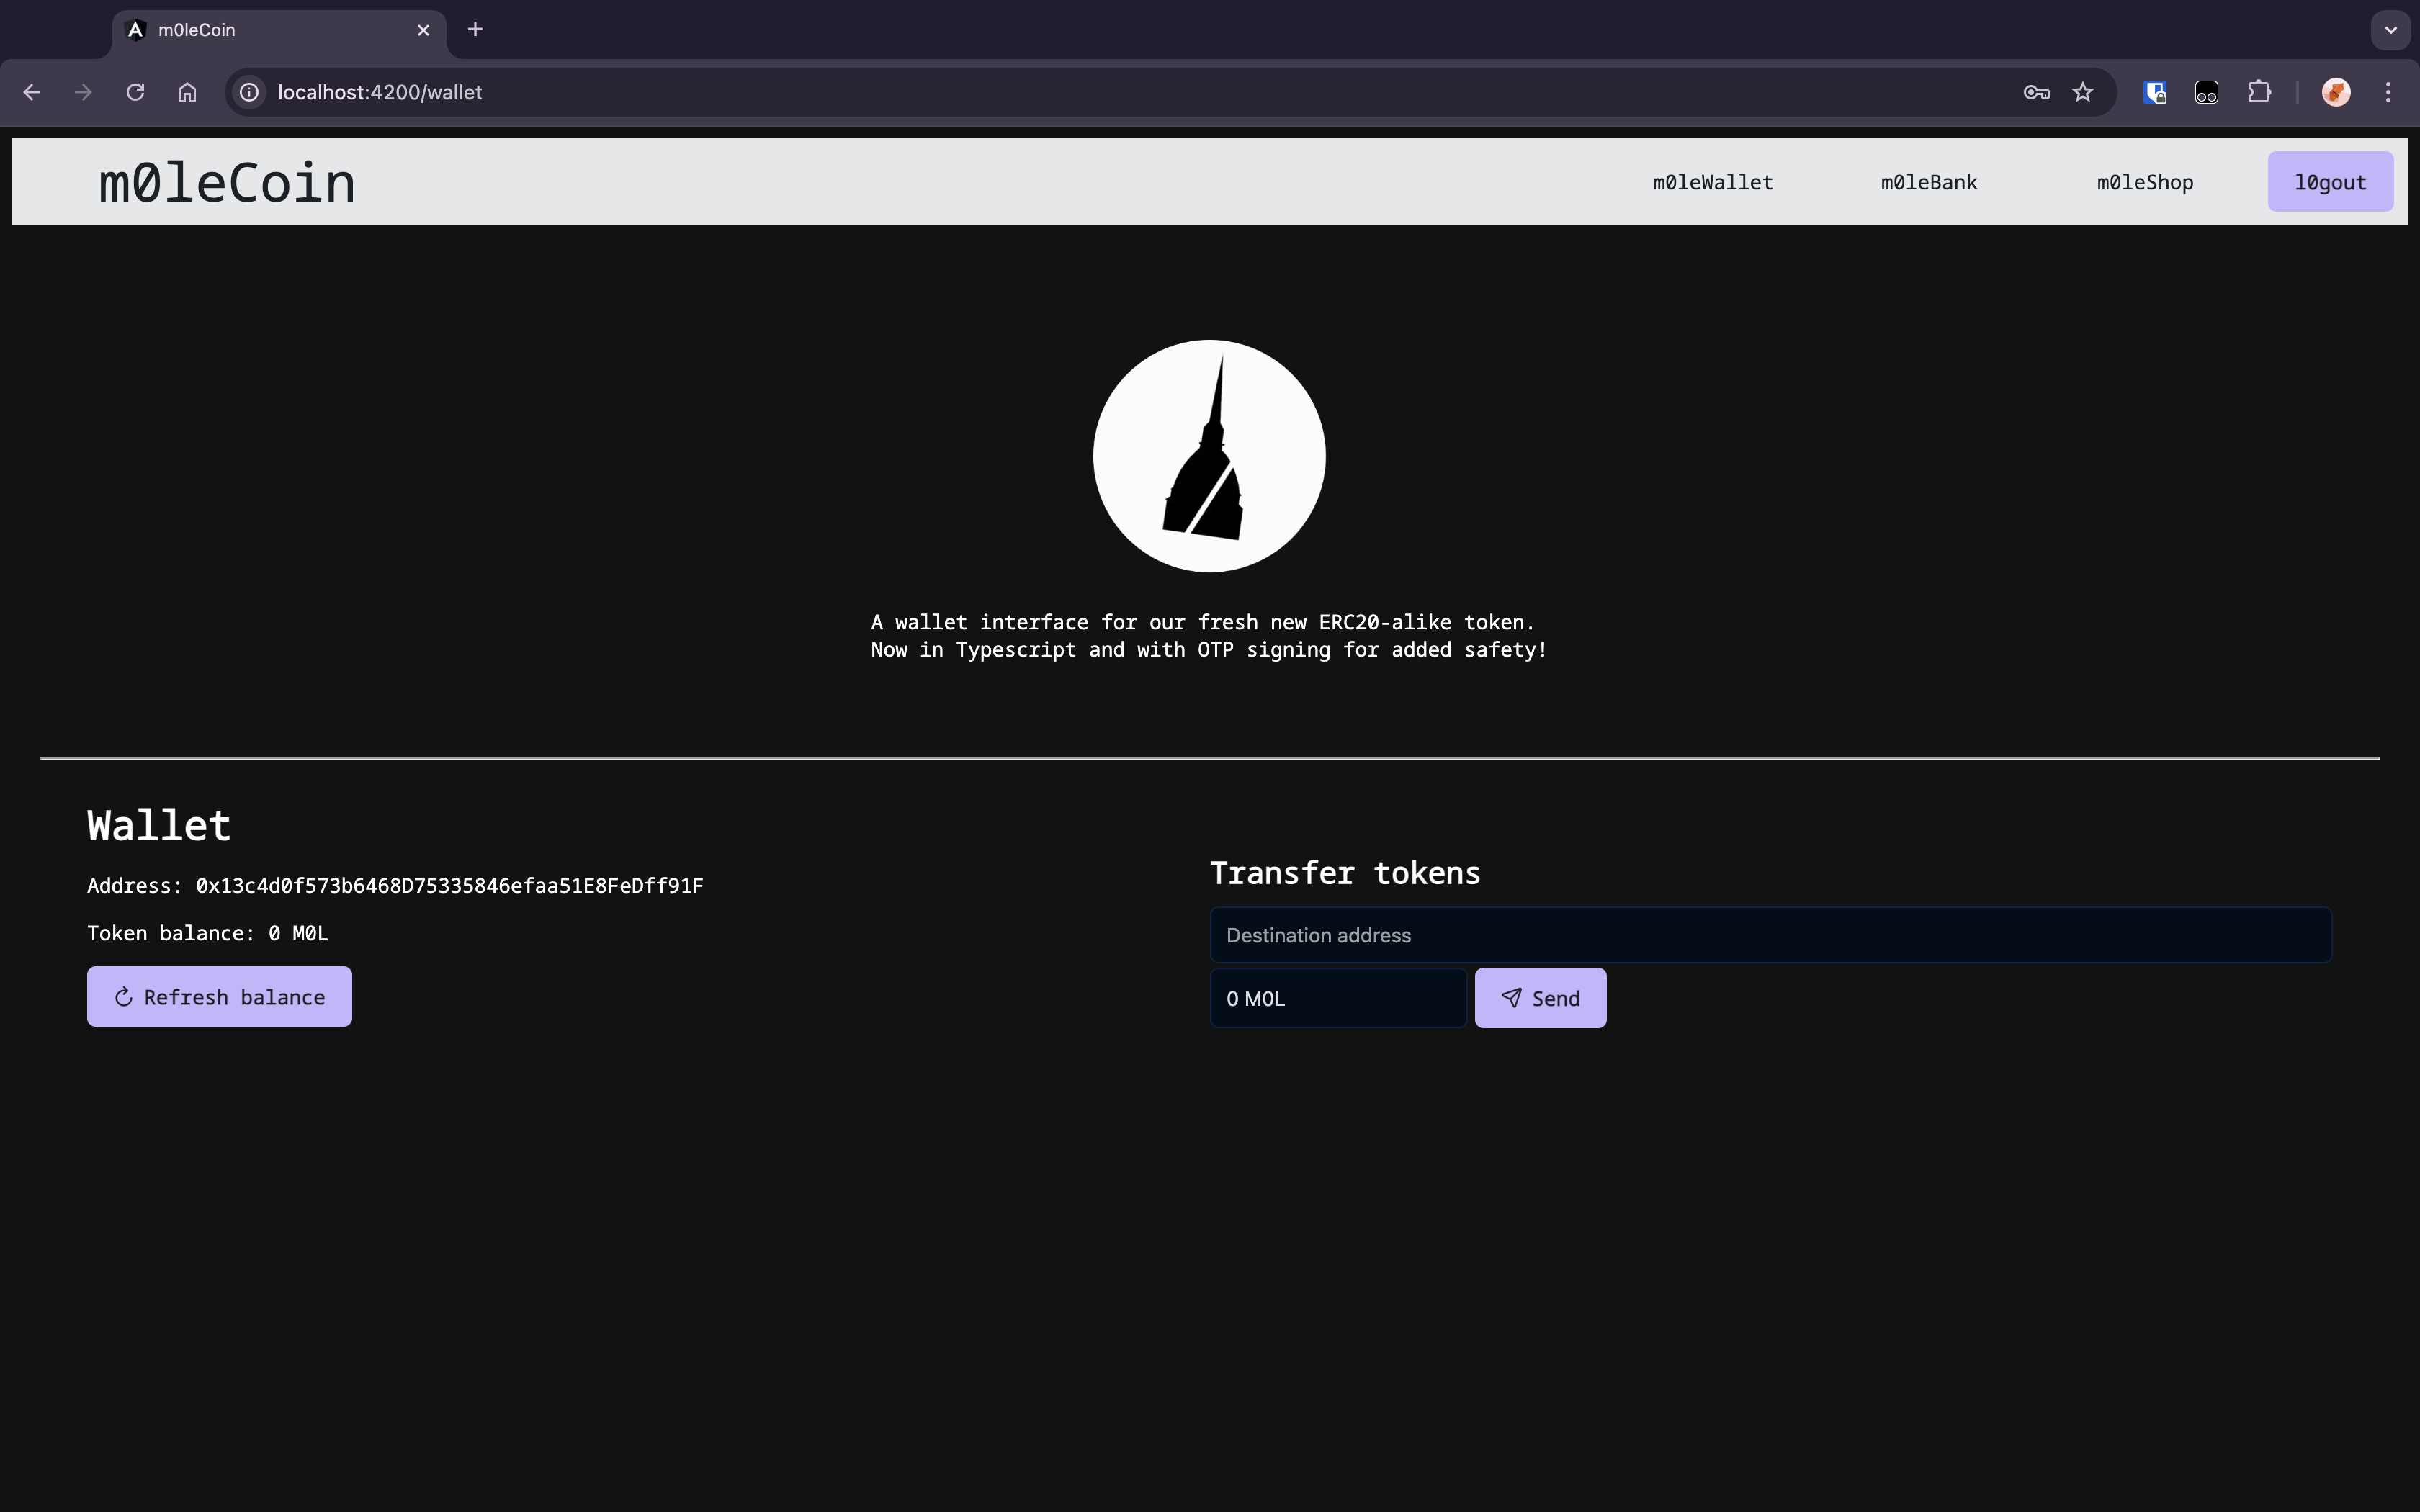 m0leCoin
localhost:4200/wallet
m0leCoin
m0leWallet
m0leBank
m0leShop
l0gout
A wallet interface for our fresh new ERC20-alike token.
Now in Typescript and with OTP signing for added safety!
Wallet
Address: 0x13c4d0f573b6468D75335846efaa51E8FeDff91F
Token balance: 0 M0L
Refresh balance
Transfer tokens
Destination address
0 M0L
Send